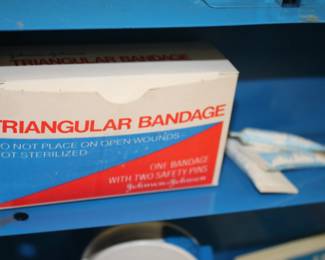 TRIANGULAR BANDAGE
TRIANGULAR BANDAGE
O NOT PLACE ON OPEN WOUNDS-
OT STERILIZED
ONE BANDAGE
WITH TWO SAFETY PINS
Johnson & Johnson